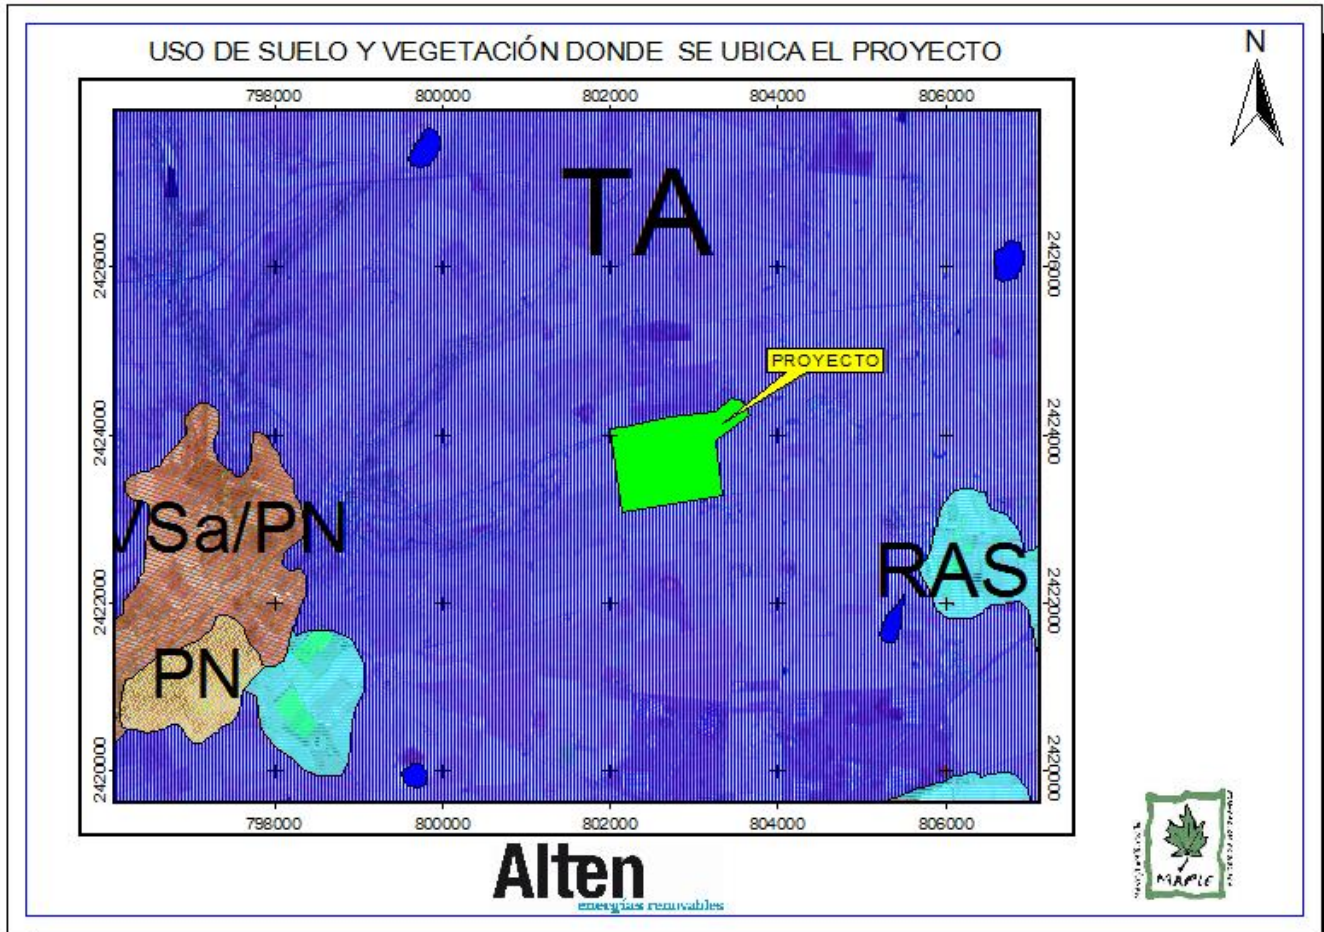 USO DE SUELO Y VEGETACIÓN DONDE SE UBICA EL PROYECTO
N
798000 800000 802000 804000 806000
TA
2426000 2426000
PROYECTO
2424000 2424000
VSa/PN
RAS
2422000 2422000
PN
2420000 2420000
798000 800000 802000 804000 806000
Alten
energías renovables
MAPLE